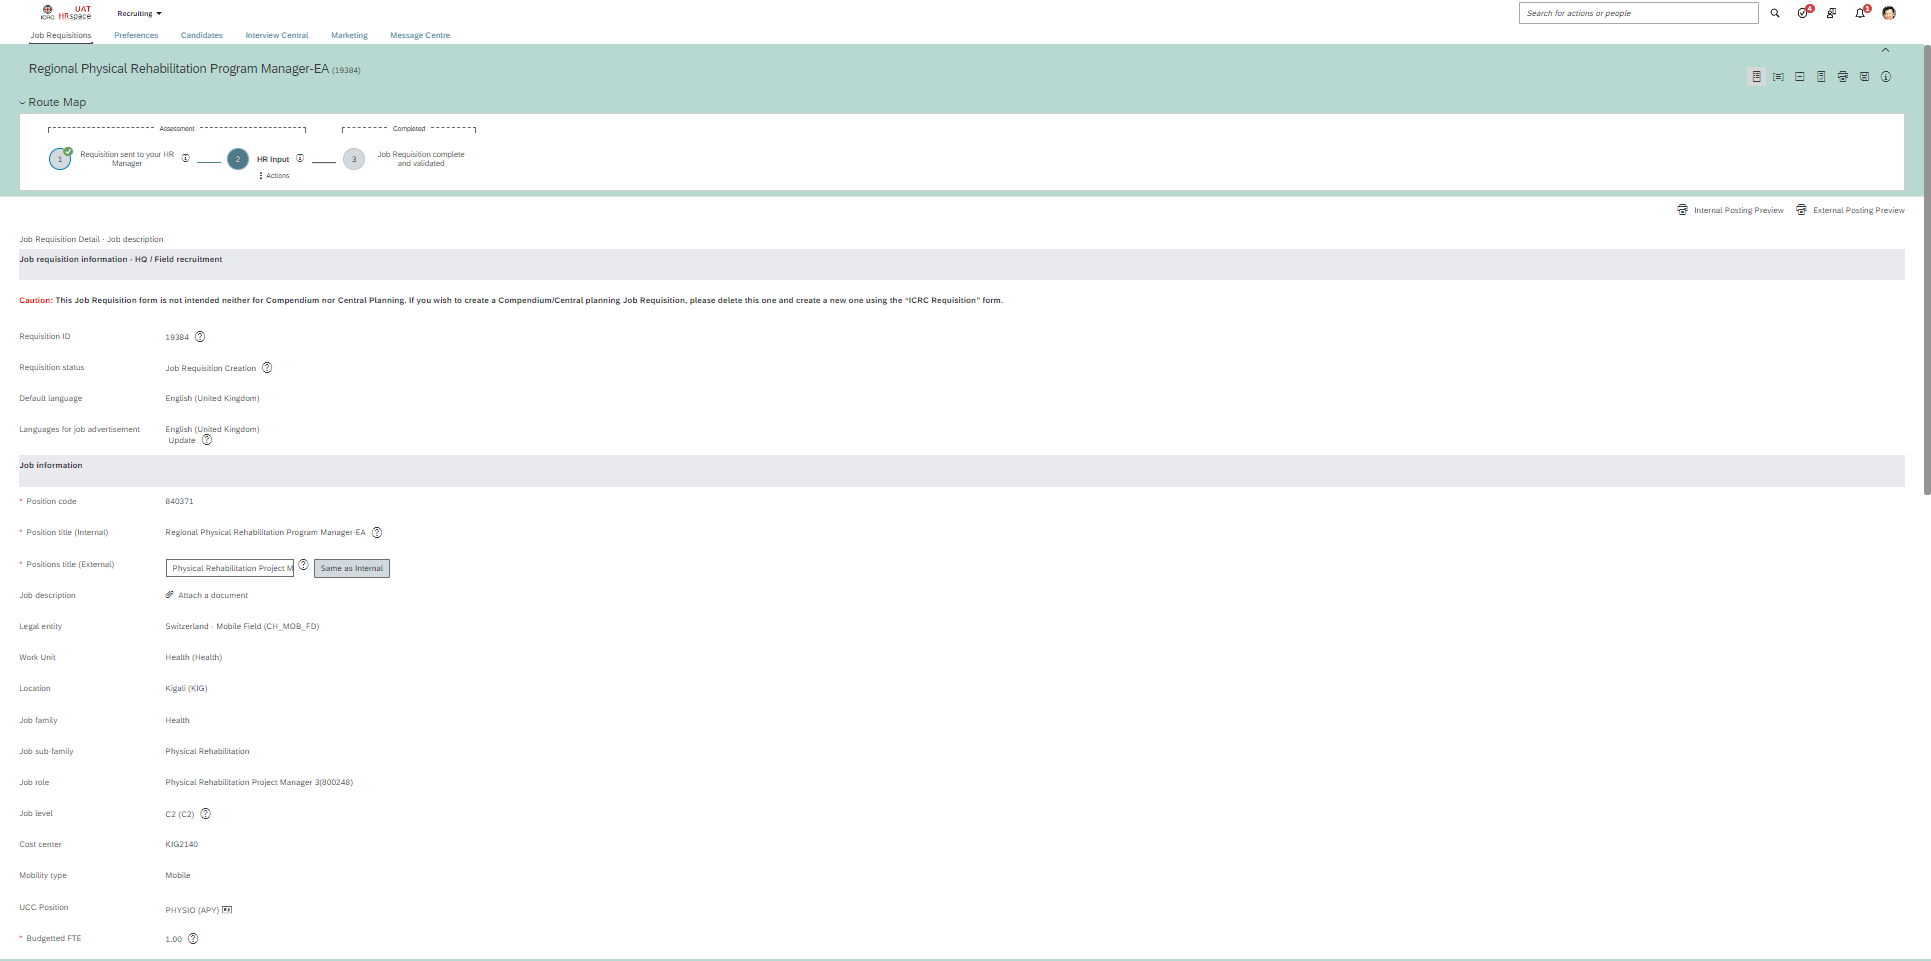 ICRC
UAT
HRspace
Recruiting
Search for actions or people
4
1
Job Requisitions
Preferences
Candidates
Interview Central
Marketing
Message Centre
Regional Physical Rehabilitation Program Manager-EA (19384)
Route Map
Assessment
Completed
1
Requisition sent to your HR
Manager
2
HR Input
Actions
3
Job Requisition complete
and validated
Internal Posting Preview
External Posting Preview
Job Requisition Detail - Job description
Job requisition information - HQ / Field recruitment
Caution: This Job Requisition form is not intended neither for Compendium nor Central Planning. If you wish to create a Compendium/Central planning Job Requisition, please delete this one and create a new one using the "ICRC Requisition" form.
Requisition ID
19384
Requisition status
Job Requisition Creation
Default language
English (United Kingdom)
Languages for job advertisement
English (United Kingdom)
Update
Job information
* Position code
840371
* Position title (Internal)
Regional Physical Rehabilitation Program Manager-EA
* Positions title (External)
Physical Rehabilitation Project M
Same as Internal
Job description
Attach a document
Legal entity
Switzerland - Mobile Field (CH_MOB_FD)
Work Unit
Health (Health)
Location
Kigali (KIG)
Job family
Health
Job sub-family
Physical Rehabilitation
Job role
Physical Rehabilitation Project Manager 3(800248)
Job level
C2 (C2)
Cost center
KIG2140
Mobility type
Mobile
UCC Position
PHYSIO (APY)
* Budgetted FTE
1.00